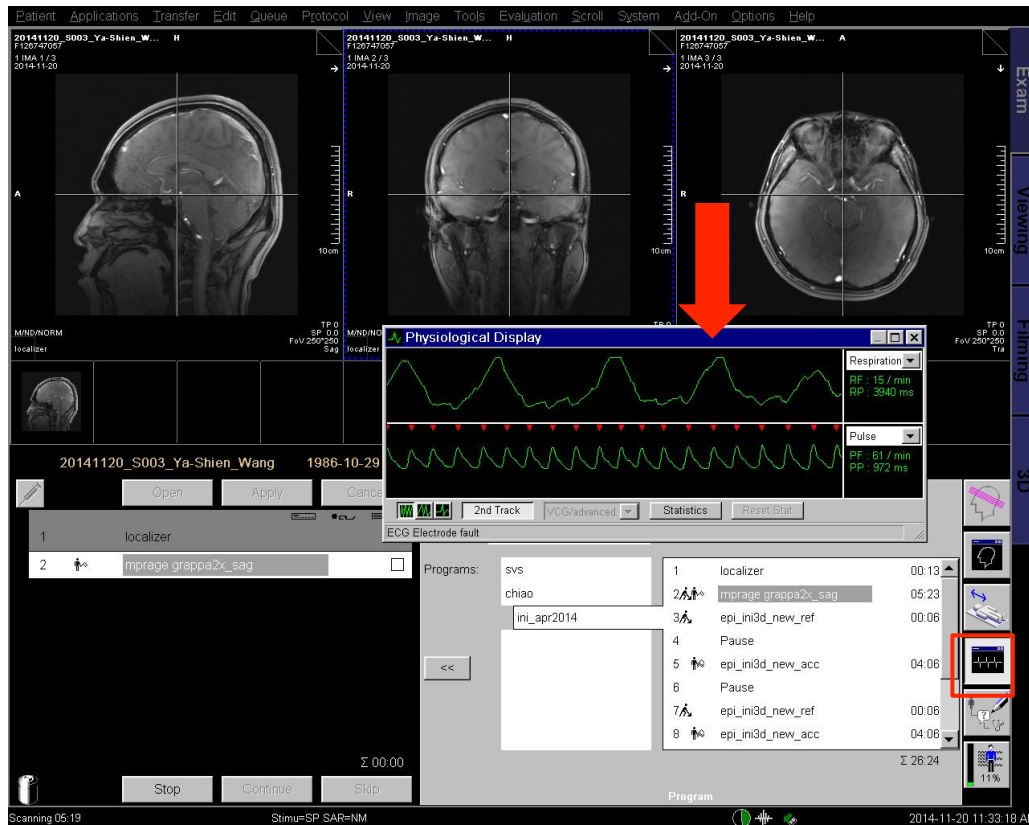 Patient Applications Transfer Edit Queue Protocol View Image Tools Evaluation Scroll System Add-On Options Help
20141120_S003_Ya-Shien_W... H
F126747057
1 IMA 1 / 3
2014-11-20
A
10cm
M/ND/NORM
localizer
TP 0
SP 0.0
FoV 250*250
Sag
20141120_S003_Ya-Shien_W... H
F126747057
1 IMA 2 / 3
2014-11-20
R
10cm
M/ND/NO
localizer
TP 0
20141120_S003_Ya-Shien_W... A
F126747057
1 IMA 3 / 3
2014-11-20
R
10cm
TP 0
SP 0.0
FoV 250*250
Tra
Exam
Viewing
Filming
3D
Physiological Display
Respiration
RF : 15 / min
RP : 3940 ms
Pulse
PF : 61 / min
PP : 972 ms
2nd Track VCG/advanced Statistics Reset Stat
ECG Electrode fault
20141120_S003_Ya-Shien_Wang 1986-10-29
Open Apply Cance
1 localizer
2 mprage grappa2x_sag
Σ 00:00
Stop Continue Skip
Programs:
svs
chiao
ini_apr2014
<<
1 localizer 00:13
2 mprage grappa2x_sag 05:23
3 epi_ini3d_new_ref 00:06
4 Pause
5 epi_ini3d_new_acc 04:06
6 Pause
7 epi_ini3d_new_ref 00:06
8 epi_ini3d_new_acc 04:06
Σ 26:24
Program
11%
Scanning 05:19 Stimu=SP SAR=NM 2014-11-20 11:33:18 A